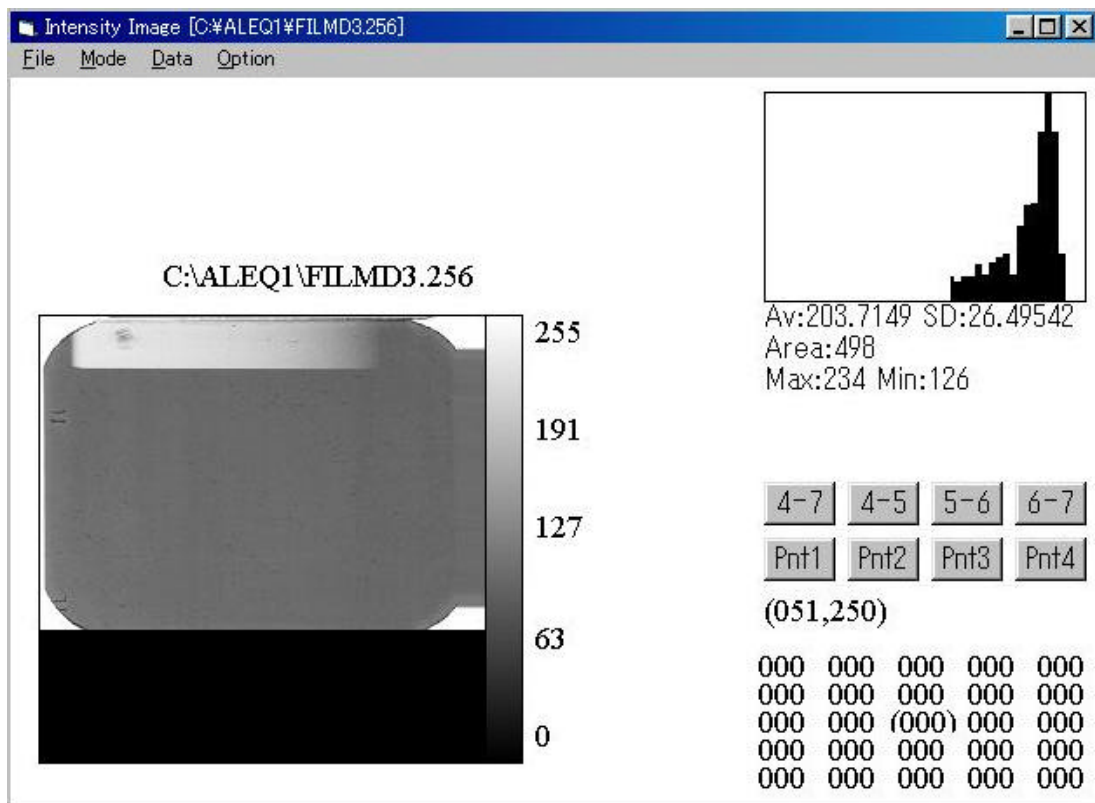 Intensity Image [C:¥ALEQ1¥FILMD3.256]
File Mode Data Option
C:\ALEQ1\FILMD3.256
255
191
127
63
0
Av:203.7149 SD:26.49542
Area:498
Max:234 Min:126
4-7 4-5 5-6 6-7
Pnt1 Pnt2 Pnt3 Pnt4
(051,250)
000 000 000 000 000
000 000 000 000 000
000 000 (000) 000 000
000 000 000 000 000
000 000 000 000 000